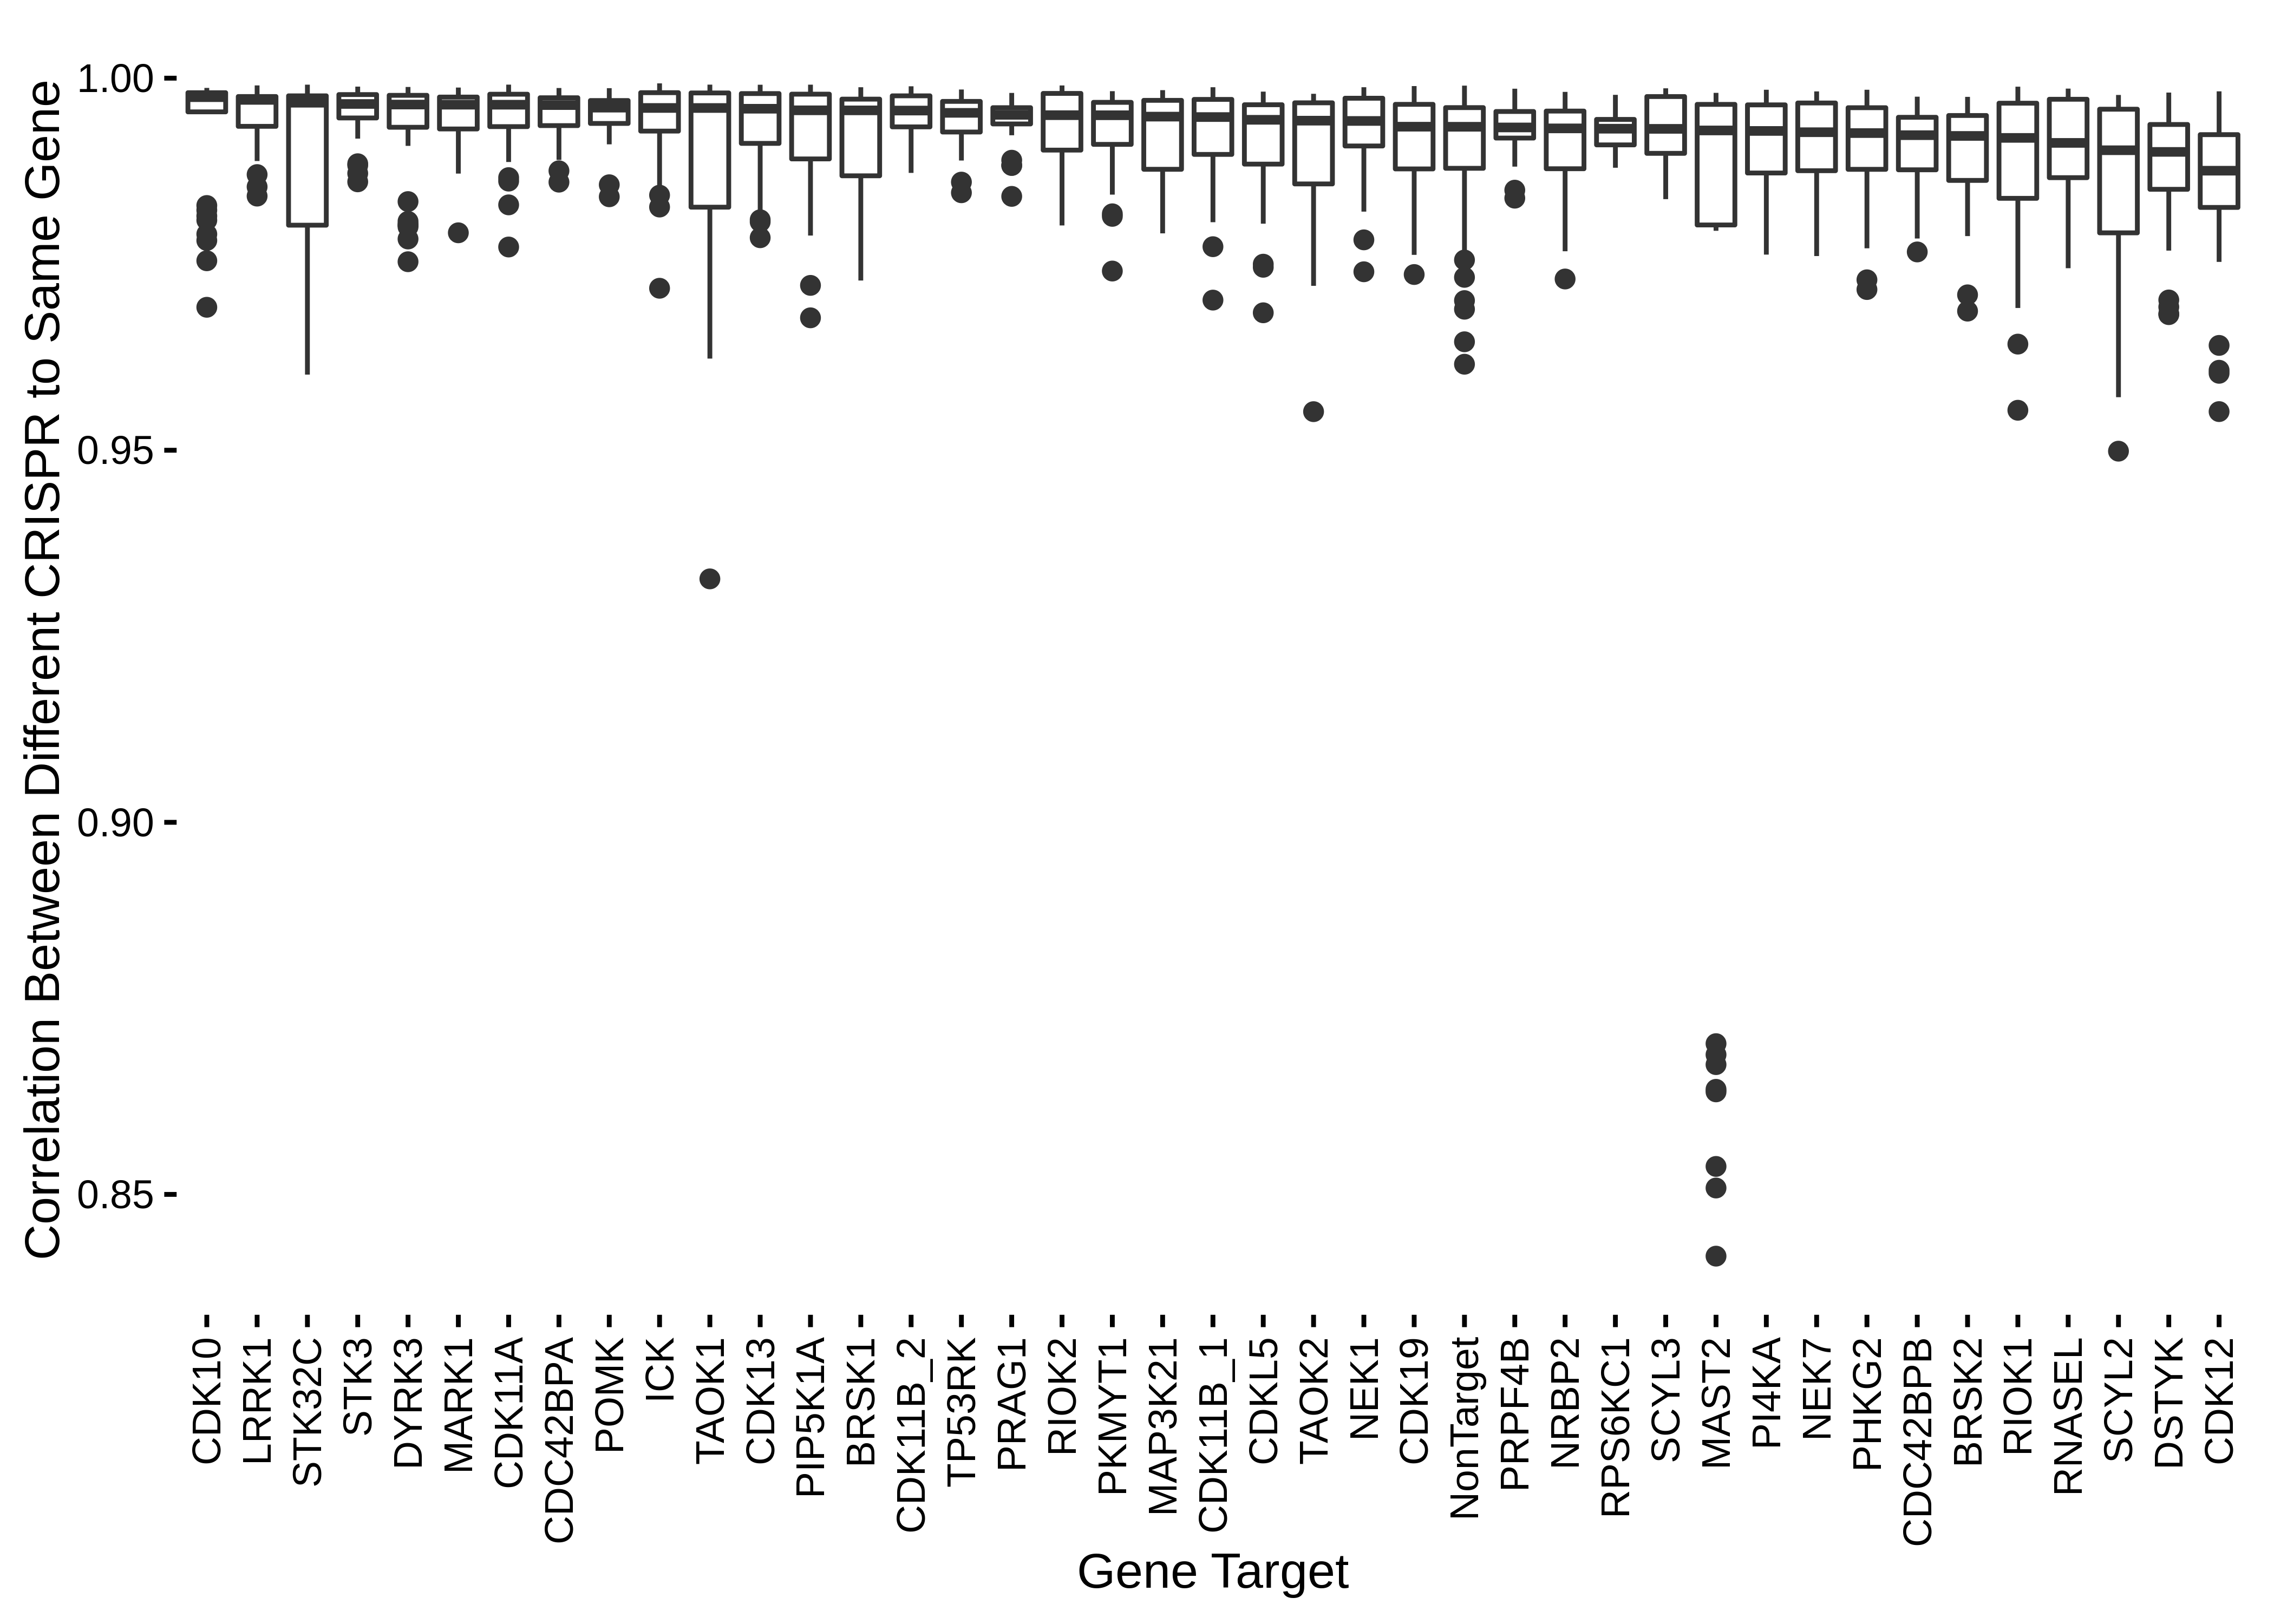 Correlation Between Different CRISPR to Same Gene
1.00
0.95
0.90
0.85
CDK10
LRRK1
STK32C
STK3
DYRK3
MARK1
CDK11A
CDC42BPA
POMK
ICK
TAOK1
CDK13
PIP5K1A
BRSK1
CDK11B_2
TP53RK
PRAG1
RIOK2
PKMYT1
MAP3K21
CDK11B_1
CDKL5
TAOK2
NEK1
CDK19
NonTarget
PRPF4B
NRBP2
RPS6KC1
SCYL3
MAST2
PI4KA
NEK7
PHKG2
CDC42BPB
BRSK2
RIOK1
RNASEL
SCYL2
DSTYK
CDK12
Gene Target